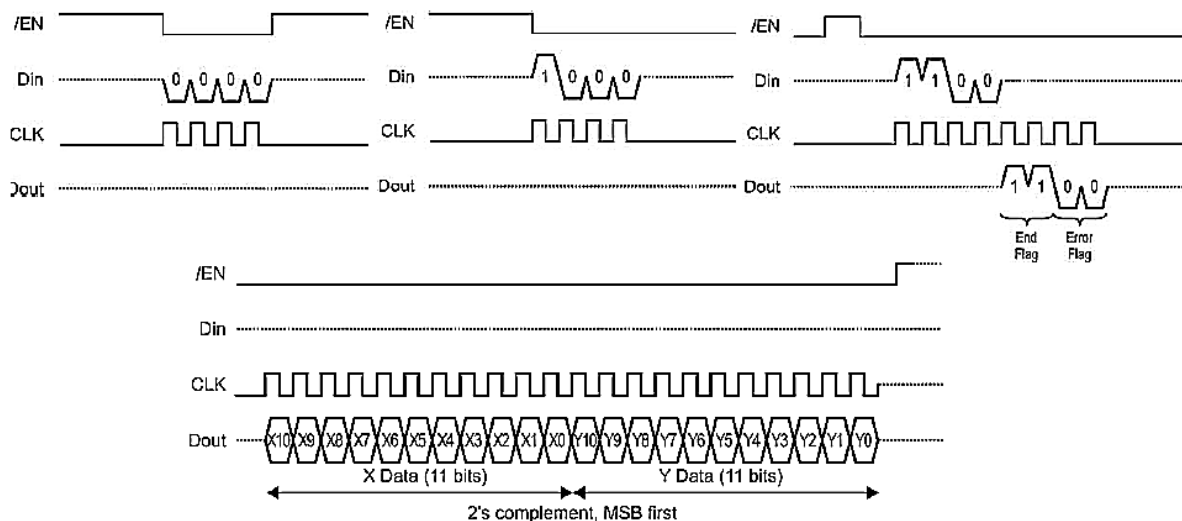 /EN /EN /EN
Din 0 0 0 0 Din 1 0 0 0 Din 1 1 0 0
CLK CLK CLK
Dout Dout Dout 1 1 0 0
End Error
Flag Flag
/EN
Din
CLK
Dout X10 X9 X8 X7 X6 X5 X4 X3 X2 X1 X0 Y10 Y9 Y8 Y7 Y6 Y5 Y4 Y3 Y2 Y1 Y0
X Data (11 bits) Y Data (11 bits)
2's complement, MSB first